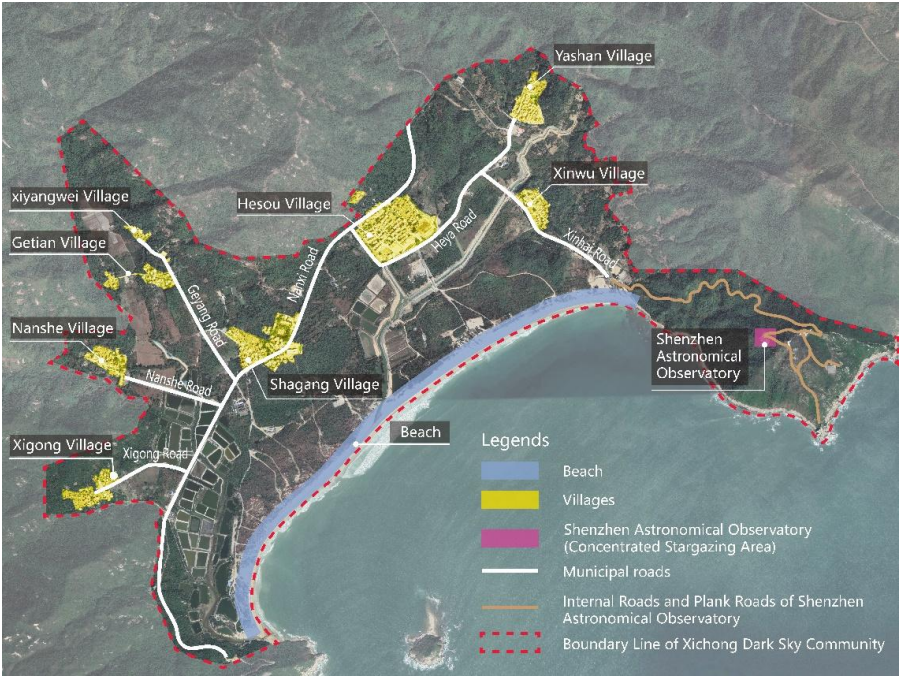 Yashan Village
Xinwu Village
xiyangwei Village
Hesou Village
Getian Village
Heya Road
Xinhai Road
Nanxi Road
Geyang Road
Nanshe Village
Shenzhen
Astronomical
Observatory
Nanshe Road
Shagang Village
Beach
Xigong Village
Xigong Road
Legends
Beach
Villages
Shenzhen Astronomical Observatory
(Concentrated Stargazing Area)
Municipal roads
Internal Roads and Plank Roads of Shenzhen
Astronomical Observatory
Boundary Line of Xichong Dark Sky Community